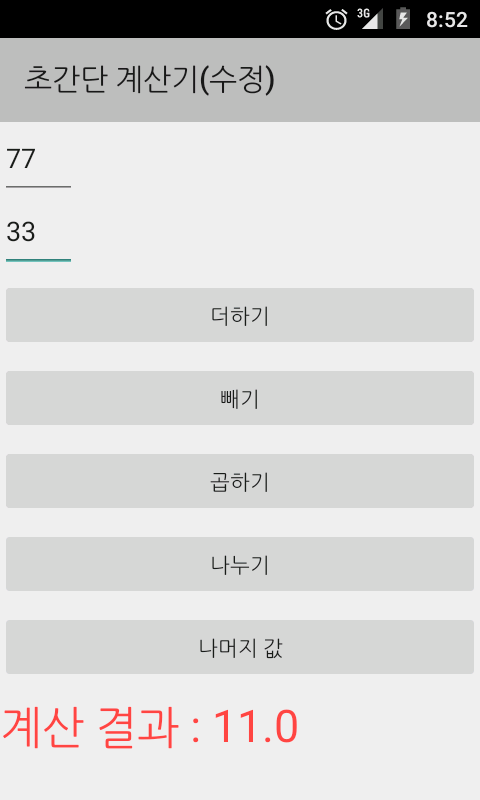 3G 8:52
초간단 계산기(수정)
77
33
더하기
빼기
곱하기
나누기
나머지 값
계산 결과 : 11.0